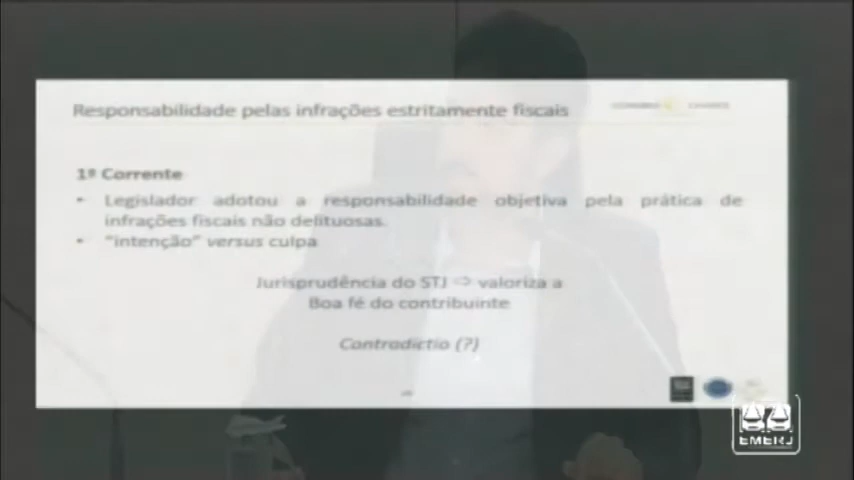 Responsabilidade pelas infrações estritamente fiscais
1ª Corrente
• Legislador adotou a responsabilidade objetiva pela prática de
infrações fiscais não delituosas.
• "intenção" versus culpa
Jurisprudência do STJ ⇨ valoriza a
Boa fé do contribuinte
Contradictio (?)
EMERJ